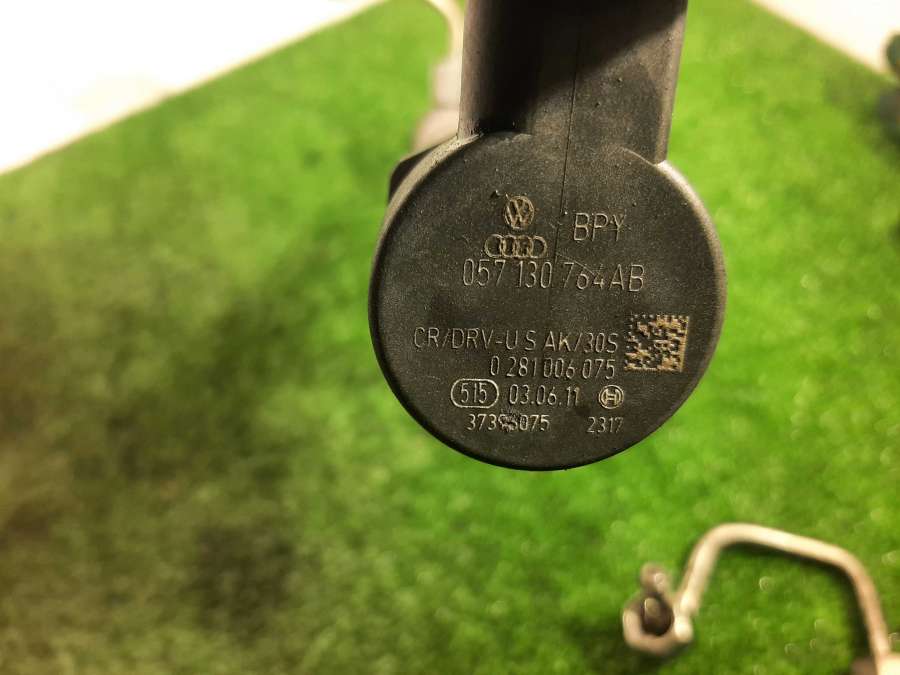 BPY
057 130 764AB
CR/DRV-U S AK/30S
0 281 006 075
515 03.06.11
2317